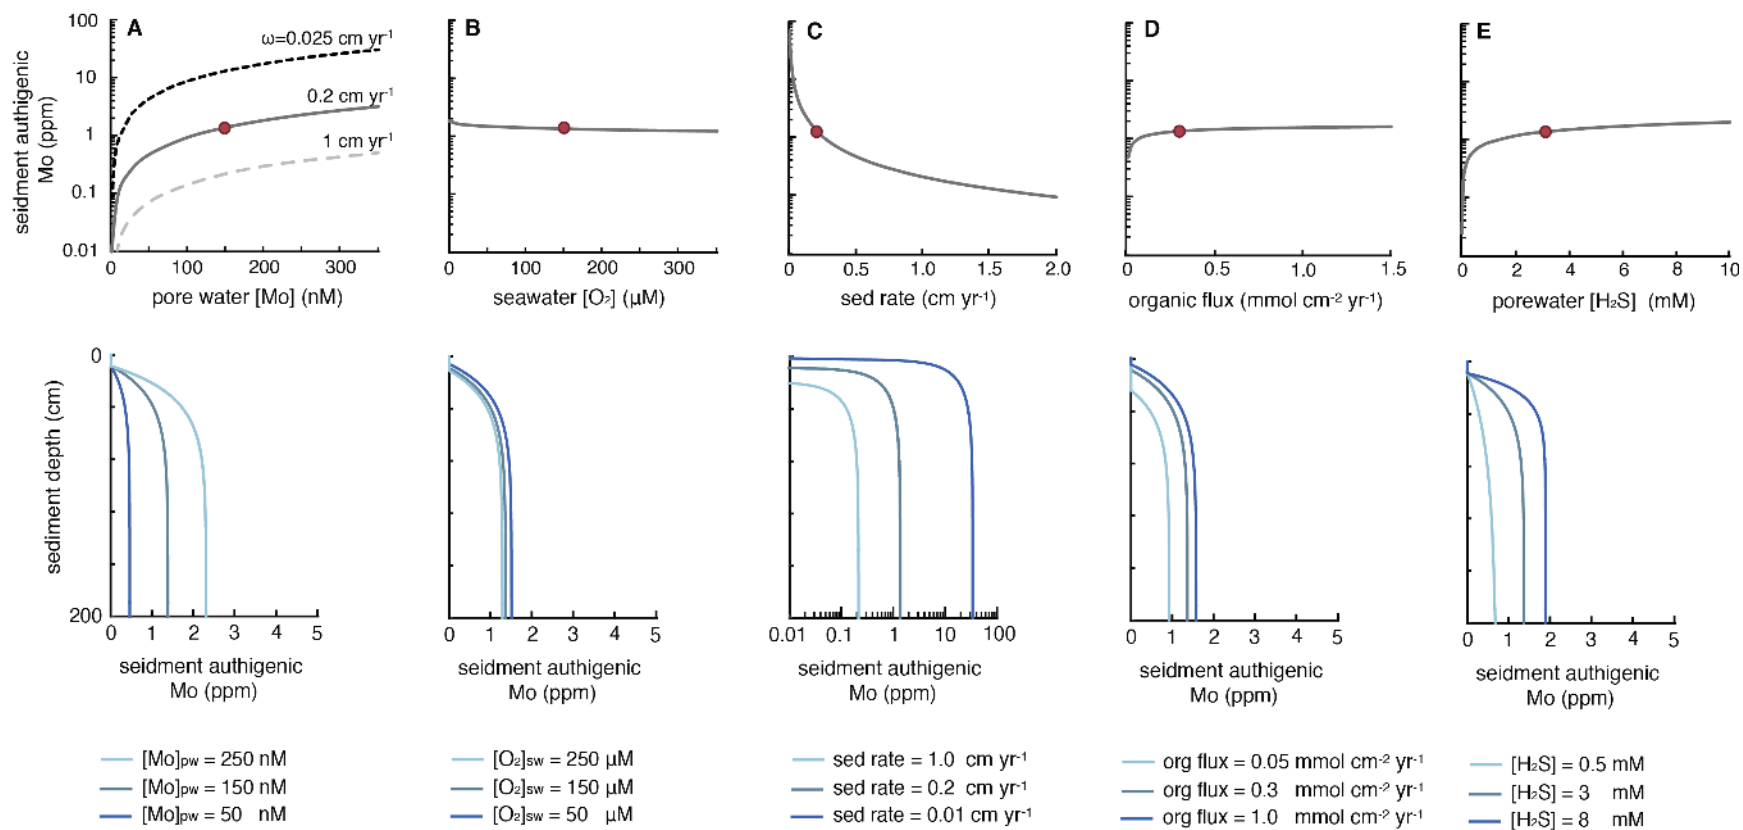 A
B
C
D
E
seidment authigenic
Mo (ppm)
100
10
1
0.1
0.01
ω=0.025 cm yr⁻¹
0.2 cm yr⁻¹
1 cm yr⁻¹
0 100 200 300
pore water [Mo] (nM)
0 100 200 300
seawater [O₂] (µM)
0 0.5 1.0 1.5 2.0
sed rate (cm yr⁻¹)
0 0.5 1.0 1.5
organic flux (mmol cm⁻² yr⁻¹)
0 2 4 6 8 10
porewater [H₂S] (mM)
sediment depth (cm)
0
200
0 1 2 3 4 5
seidment authigenic
Mo (ppm)
0 1 2 3 4 5
seidment authigenic
Mo (ppm)
0.01 0.1 1 10 100
seidment authigenic
Mo (ppm)
0 1 2 3 4 5
seidment authigenic
Mo (ppm)
0 1 2 3 4 5
seidment authigenic
Mo (ppm)
[Mo]pw = 250 nM
[Mo]pw = 150 nM
[Mo]pw = 50 nM
[O₂]sw = 250 µM
[O₂]sw = 150 µM
[O₂]sw = 50 µM
sed rate = 1.0 cm yr⁻¹
sed rate = 0.2 cm yr⁻¹
sed rate = 0.01 cm yr⁻¹
org flux = 0.05 mmol cm⁻² yr⁻¹
org flux = 0.3 mmol cm⁻² yr⁻¹
org flux = 1.0 mmol cm⁻² yr⁻¹
[H₂S] = 0.5 mM
[H₂S] = 3 mM
[H₂S] = 8 mM